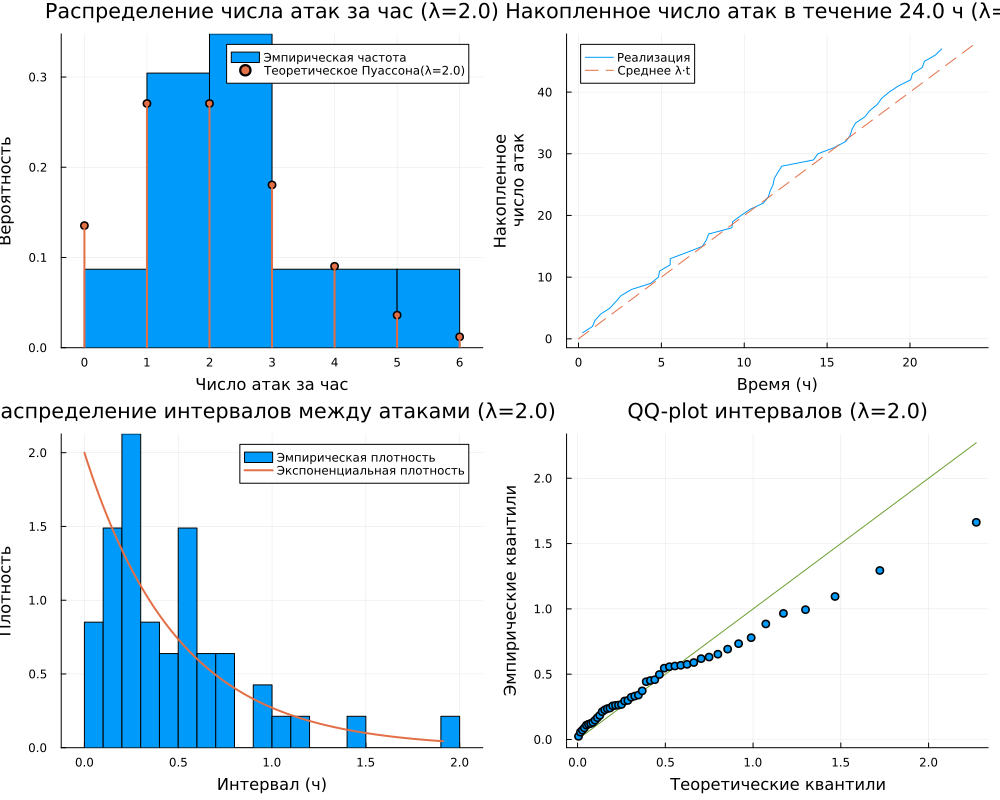 Распределение числа атак за час (λ=2.0)
Эмпирическая частота
Теоретическое Пуассона(λ=2.0)
Вероятность
0.3
0.2
0.1
0.0
0 1 2 3 4 5 6
Число атак за час
Накопленное число атак в течение 24.0 ч (λ=
Реализация
Среднее λ·t
Накопленное
число атак
40
30
20
10
0
0 5 10 15 20
Время (ч)
аспределение интервалов между атаками (λ=2.0)
Эмпирическая плотность
Экспоненциальная плотность
Плотность
2.0
1.5
1.0
0.5
0.0
0.0 0.5 1.0 1.5 2.0
Интервал (ч)
QQ-plot интервалов (λ=2.0)
Эмпирические квантили
2.0
1.5
1.0
0.5
0.0
0.0 0.5 1.0 1.5 2.0
Теоретические квантили